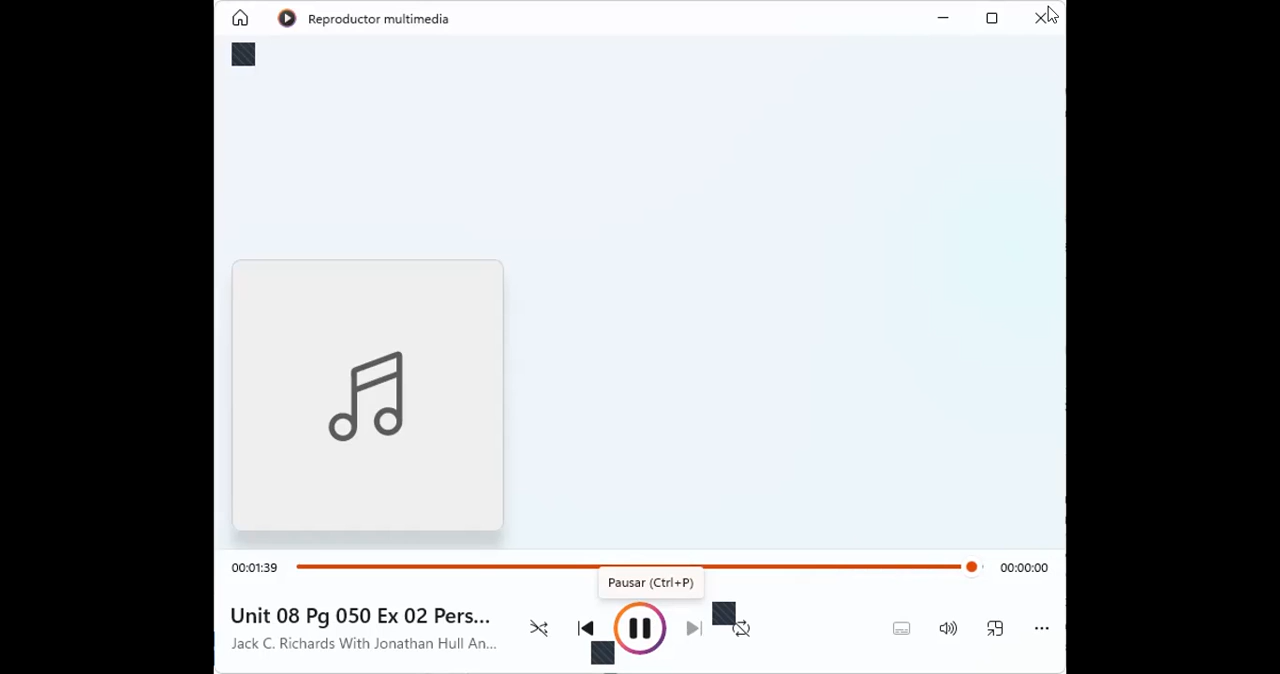 Reproductor multimedia
00:01:39
00:00:00
Pausar (Ctrl+P)
Unit 08 Pg 050 Ex 02 Pers...
Jack C. Richards With Jonathan Hull An...